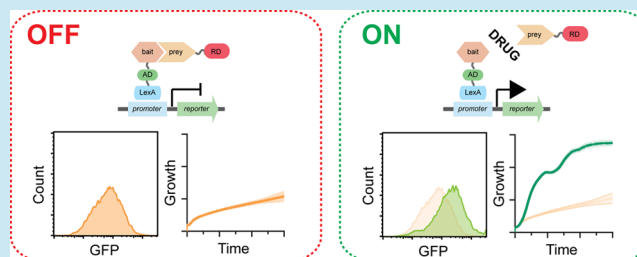 OFF
bait
prey
RD
AD
LexA
promoter
reporter
Count
GFP
Growth
Time
ON
bait
DRUG
prey
RD
AD
LexA
promoter
reporter
Count
GFP
Growth
Time